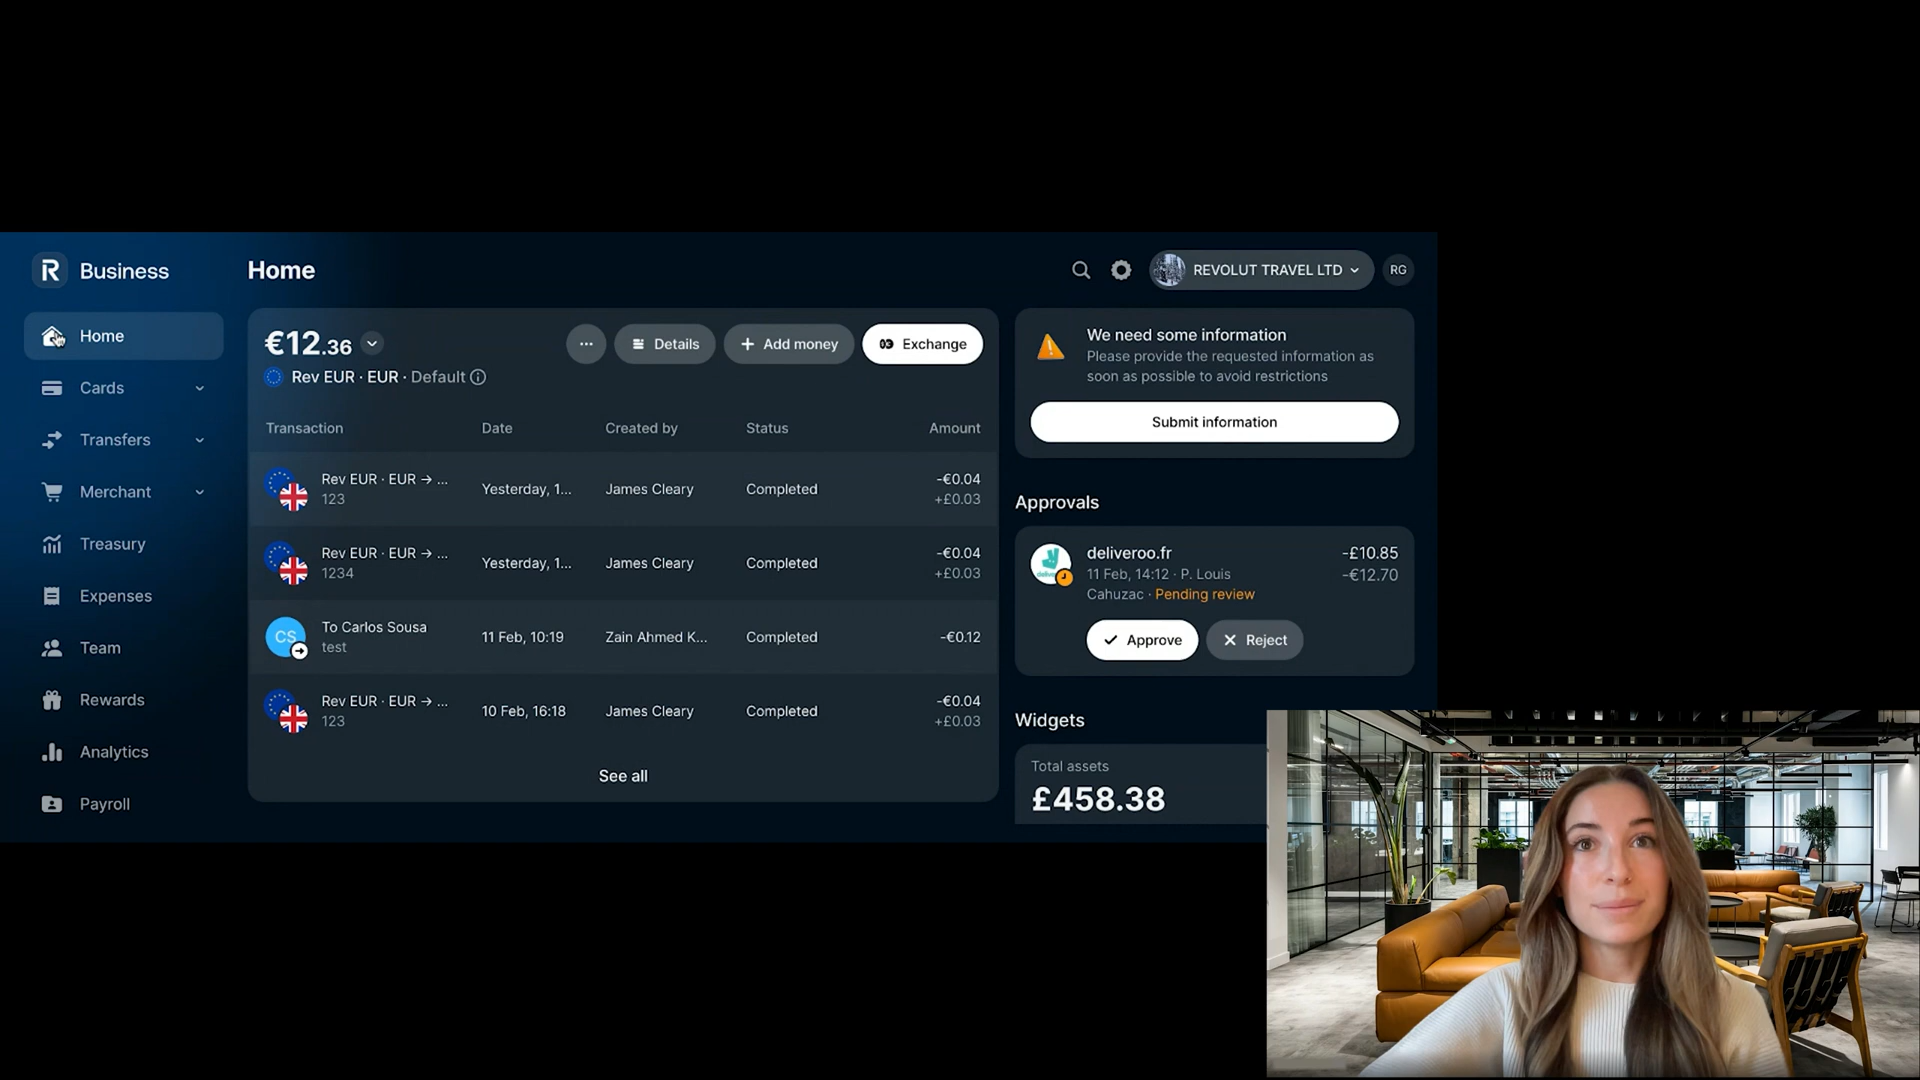 R Business
Home
REVOLUT TRAVEL LTD
RG
Home
Cards
Transfers
Merchant
Treasury
Expenses
Team
Rewards
Analytics
Payroll
€12.36
Rev EUR · EUR · Default
...
Details
Add money
Exchange
Transaction Date Created by Status Amount
Rev EUR · EUR → ... Yesterday, 1... James Cleary Completed -€0.04
123 +£0.03
Rev EUR · EUR → ... Yesterday, 1... James Cleary Completed -€0.04
1234 +£0.03
CS To Carlos Sousa 11 Feb, 10:19 Zain Ahmed K... Completed -€0.12
test
Rev EUR · EUR → ... 10 Feb, 16:18 James Cleary Completed -€0.04
123 +£0.03
See all
We need some information
Please provide the requested information as
soon as possible to avoid restrictions
Submit information
Approvals
deliveroo.fr -£10.85
11 Feb, 14:12 · P. Louis -€12.70
Cahuzac · Pending review
Approve
Reject
Widgets
Total assets
£458.38